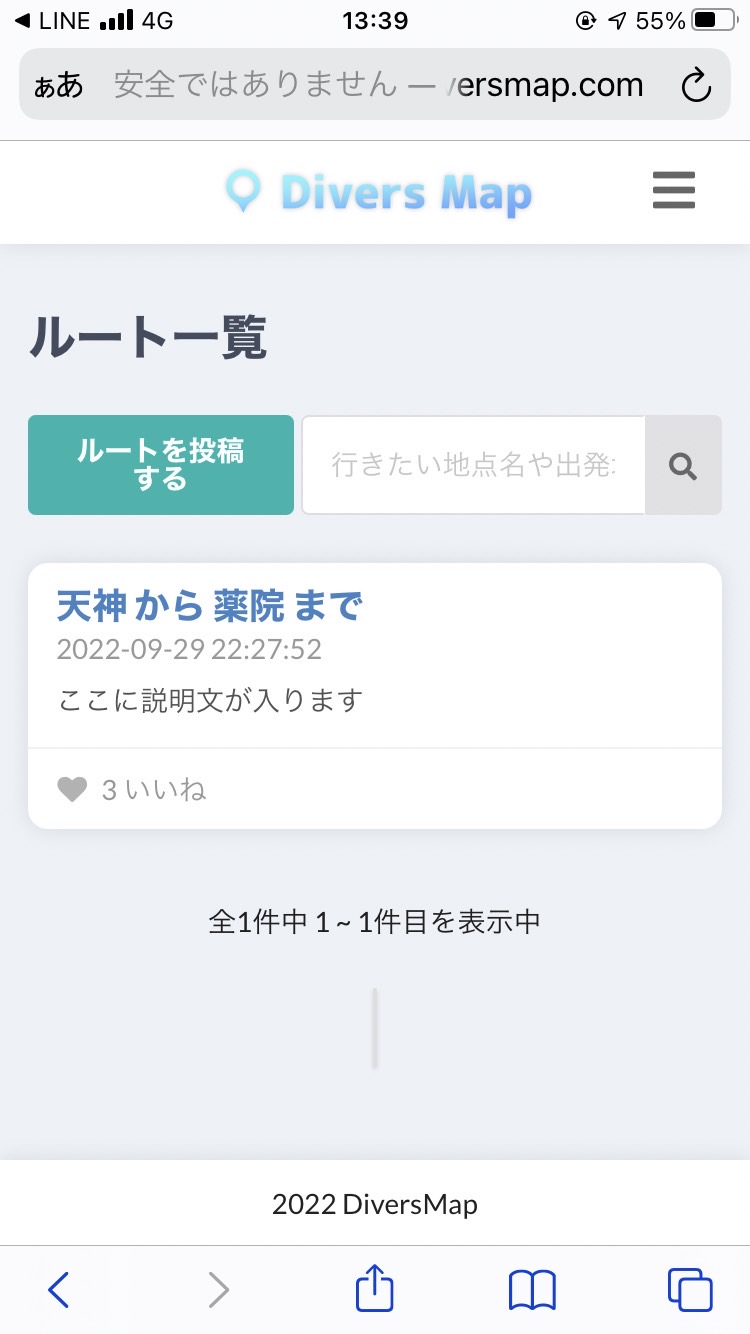 LINE 4G 13:39 55%
ぁあ 安全ではありません — ersmap.com
Divers Map
ルート一覧
ルートを投稿
する
行きたい地点名や出発
天神 から 薬院 まで
2022-09-29 22:27:52
ここに説明文が入ります
3 いいね
全1件中 1 ~ 1件目を表示中
2022 DiversMap